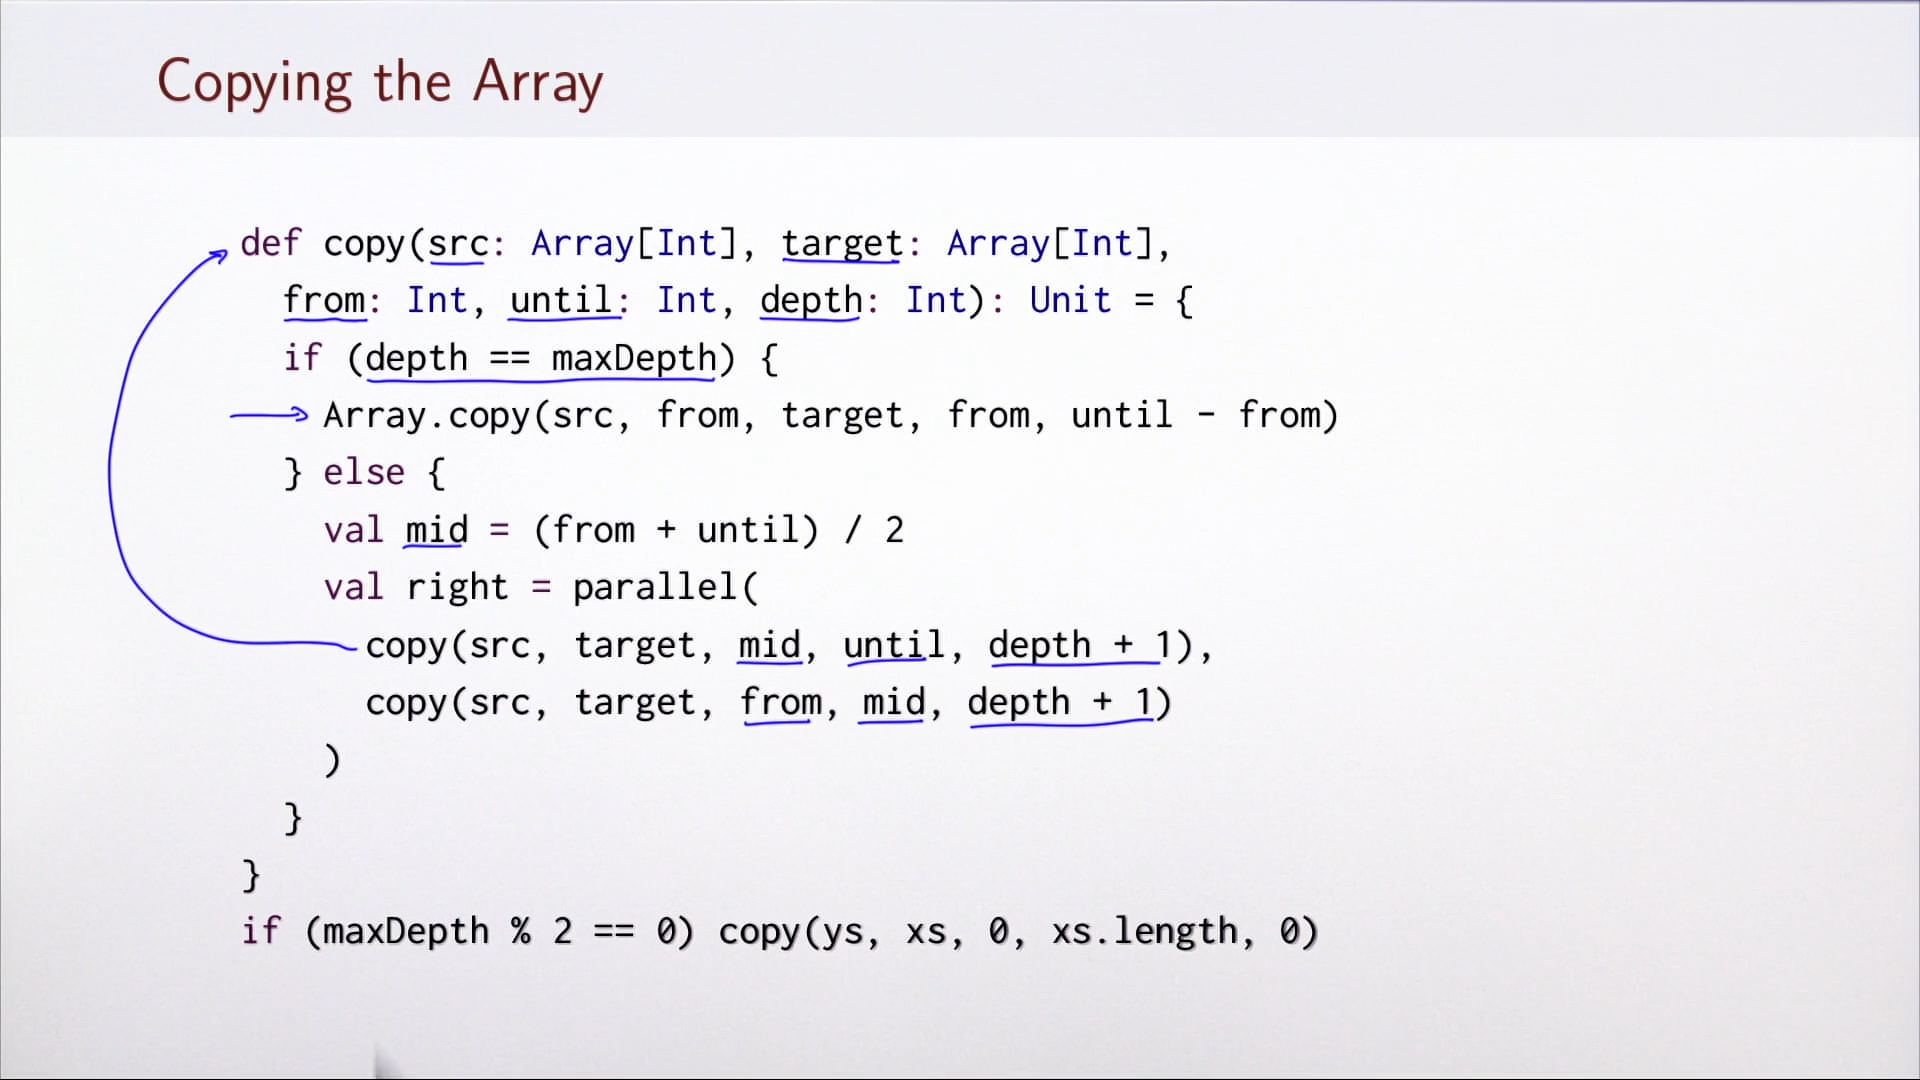 Copying the Array
def copy(src: Array[Int], target: Array[Int],
from: Int, until: Int, depth: Int): Unit = {
if (depth == maxDepth) {
Array.copy(src, from, target, from, until - from)
} else {
val mid = (from + until) / 2
val right = parallel(
copy(src, target, mid, until, depth + 1),
copy(src, target, from, mid, depth + 1)
)
}
}
if (maxDepth % 2 == 0) copy(ys, xs, 0, xs.length, 0)